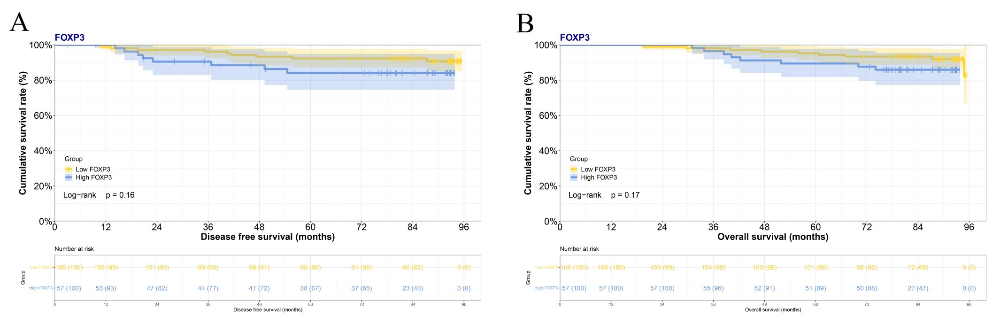 A
FOXP3
100%
80%
60%
40%
20%
0%
Cumulative survival rate (%)
Group
Low FOXP3
High FOXP3
Log−rank p = 0.16
0 12 24 36 48 60 72 84 96
Disease free survival (months)
Number at risk
Group
Low FOXP3 106 (100) 105 (99) 101 (95) 99 (93) 96 (91) 95 (90) 91 (86) 66 (62) 0 (0)
High FOXP3 57 (100) 53 (93) 47 (82) 44 (77) 41 (72) 38 (67) 37 (65) 23 (40) 0 (0)
0 12 24 36 48 60 72 84 96
Disease free survival (months)
B
FOXP3
100%
80%
60%
40%
20%
0%
Cumulative survival rate (%)
Group
Low FOXP3
High FOXP3
Log−rank p = 0.17
0 12 24 36 48 60 72 84 96
Overall survival (months)
Number at risk
Group
Low FOXP3 106 (100) 106 (100) 105 (99) 104 (98) 102 (96) 101 (95) 98 (92) 72 (68) 0 (0)
High FOXP3 57 (100) 57 (100) 57 (100) 55 (96) 52 (91) 51 (89) 50 (88) 27 (47) 0 (0)
0 12 24 36 48 60 72 84 96
Overall survival (months)